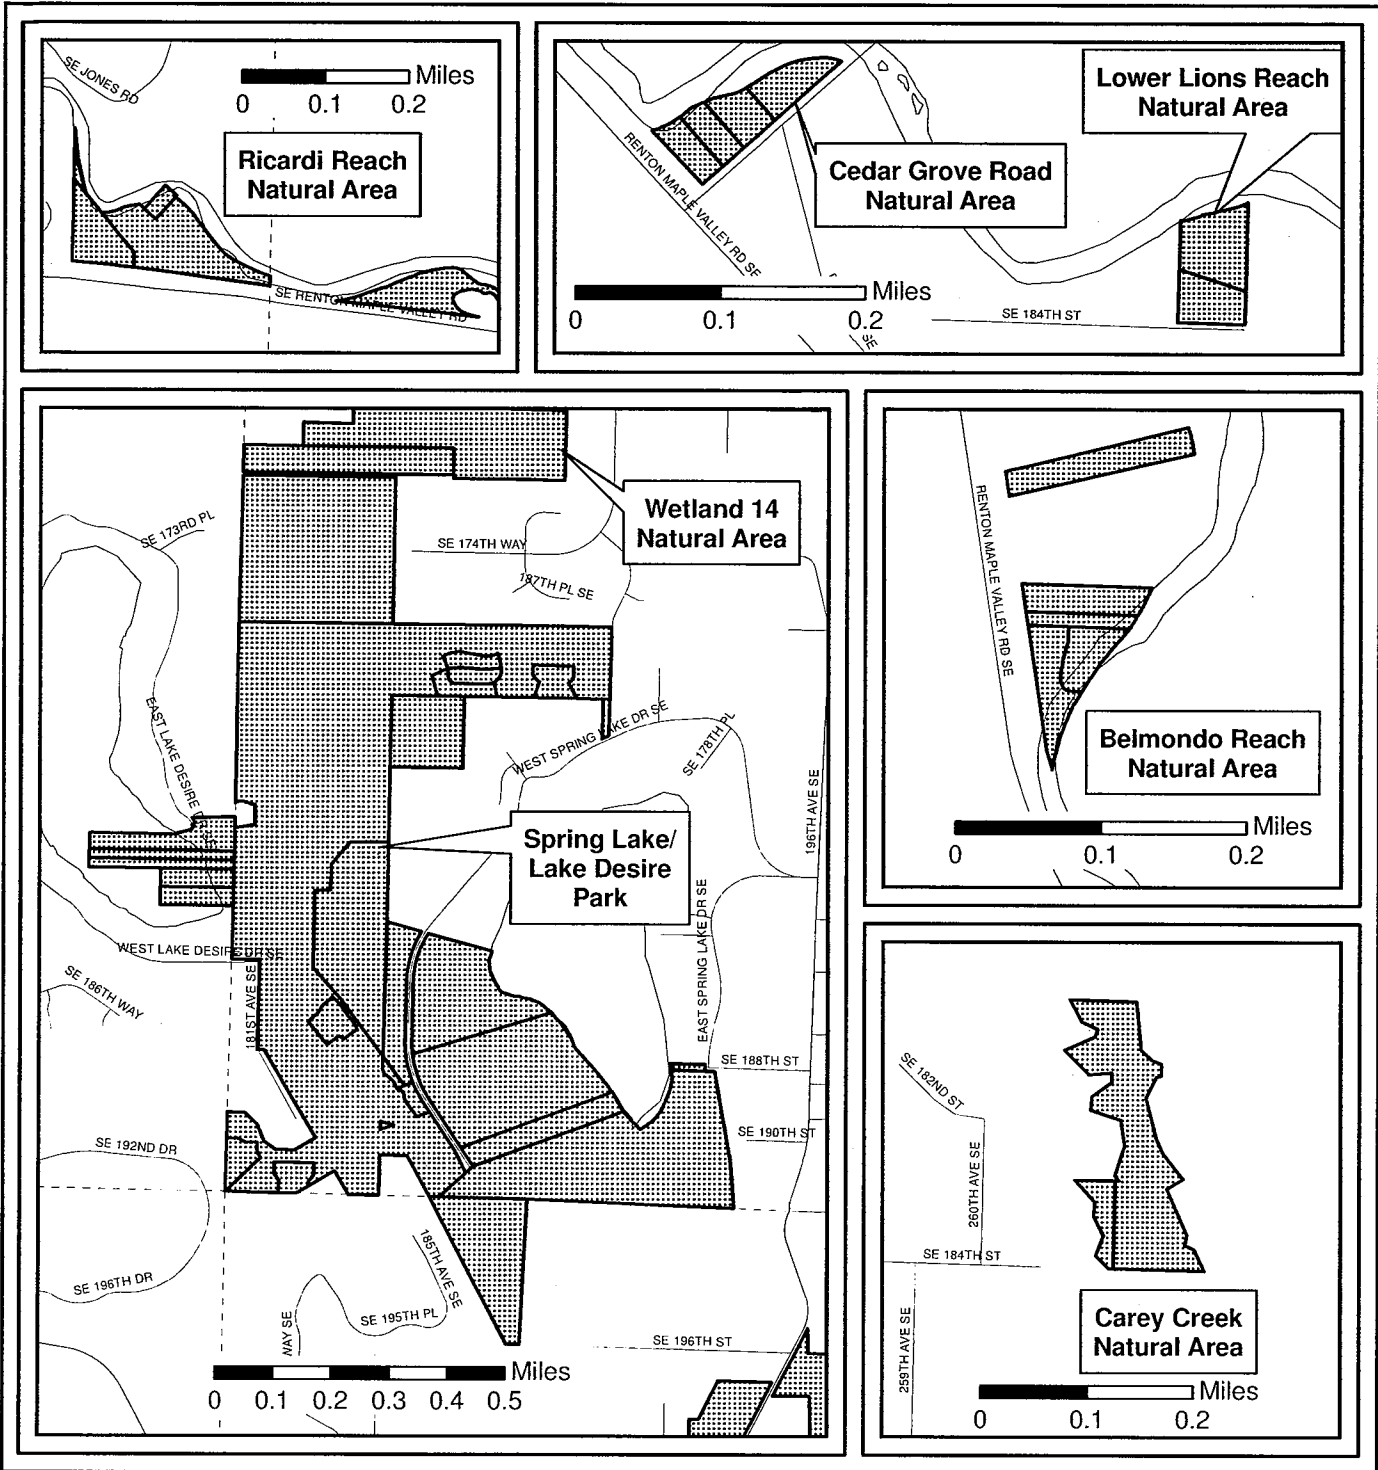 SE JONES RD
Miles
0 0.1 0.2
Ricardi Reach
Natural Area
SE RENTON MAPLE VALLEY RD
Lower Lions Reach
Natural Area
Cedar Grove Road
Natural Area
RENTON MAPLE VALLEY RD SE
Miles
0 0.1 0.2
SE
SE 184TH ST
Wetland 14
Natural Area
SE 173RD PL
SE 174TH WAY
187TH PL SE
EAST LAKE DESIRE DR SE
WEST SPRING LAKE DR SE
SE 178TH PL
196TH AVE SE
Spring Lake/
Lake Desire
Park
EAST SPRING LAKE DR SE
WEST LAKE DESIRE DR SE
SE 186TH WAY
181ST AVE SE
SE 188TH ST
SE 190TH ST
SE 192ND DR
185TH AVE SE
SE 196TH DR
WAY SE
SE 195TH PL
SE 196TH ST
Miles
0 0.1 0.2 0.3 0.4 0.5
RENTON MAPLE VALLEY RD SE
Belmondo Reach
Natural Area
Miles
0 0.1 0.2
SE 182ND ST
260TH AVE SE
SE 184TH ST
259TH AVE SE
Carey Creek
Natural Area
Miles
0 0.1 0.2